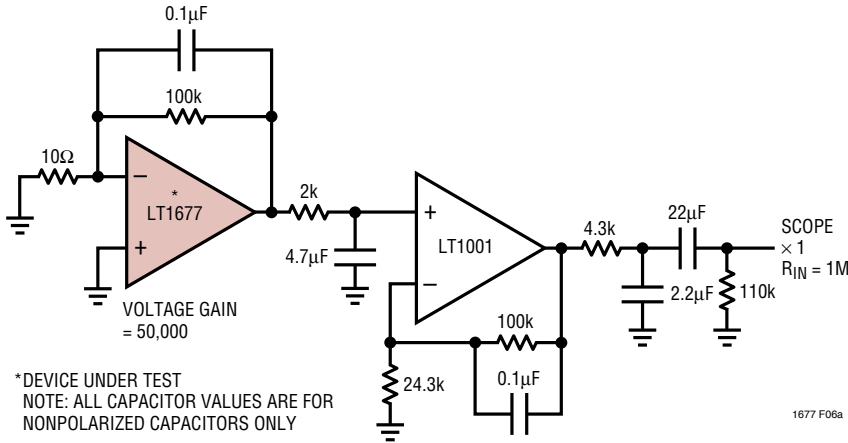 0.1µF
100k
10Ω
–
*
LT1677
+
VOLTAGE GAIN
= 50,000
2k
4.7µF
+
LT1001
–
4.3k
22µF
SCOPE
× 1
RIN = 1M
2.2µF
110k
100k
24.3k
0.1µF
*DEVICE UNDER TEST
NOTE: ALL CAPACITOR VALUES ARE FOR
NONPOLARIZED CAPACITORS ONLY
1677 F06a